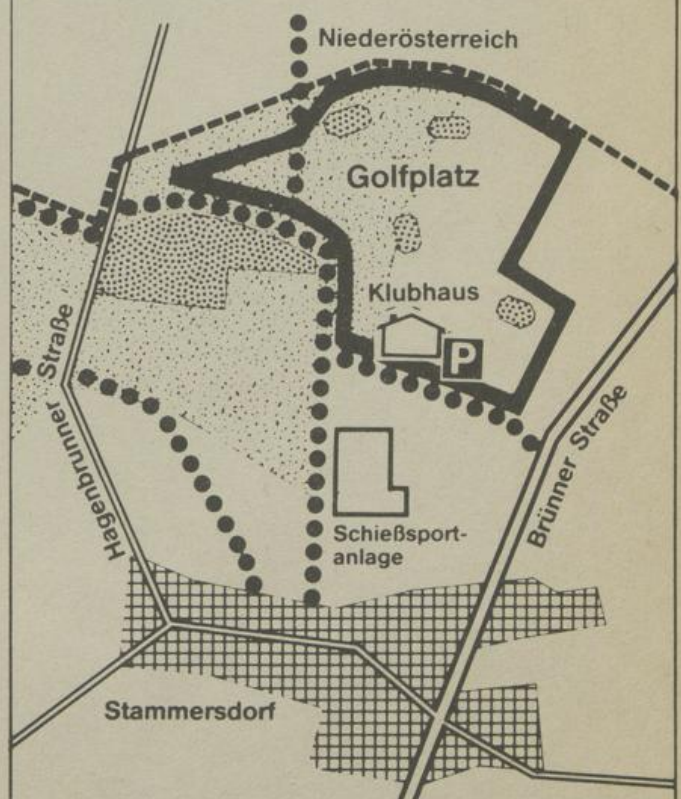 Niederösterreich
Golfplatz
Klubhaus
P
Hagenbrunner Straße
Brünner Straße
Schießsport-
anlage
Stammersdorf